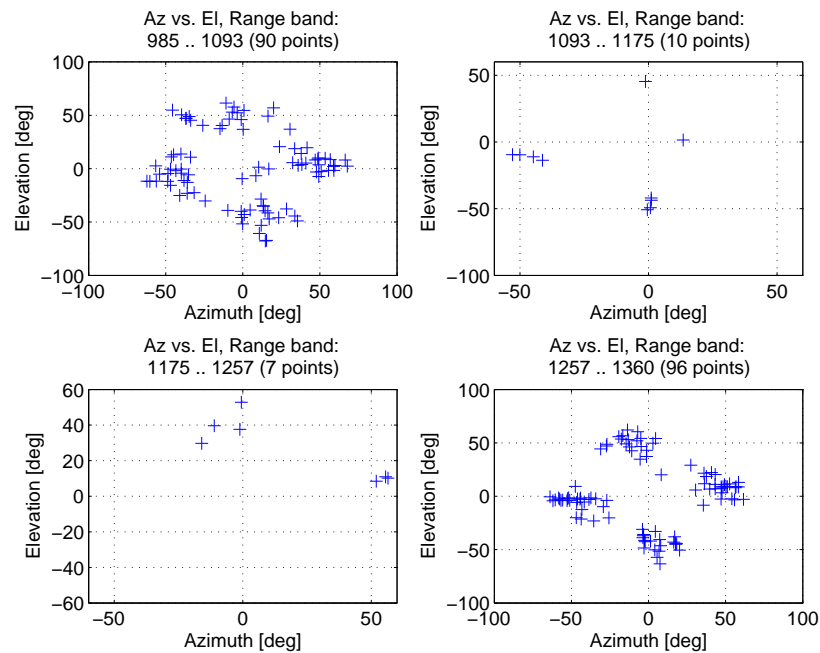 Az vs. El, Range band:
985 .. 1093 (90 points)
100
50
0
−50
−100
Elevation [deg]
−100
−50
0
50
100
Azimuth [deg]
Az vs. El, Range band:
1093 .. 1175 (10 points)
50
0
−50
−100
Elevation [deg]
−50
0
50
Azimuth [deg]
Az vs. El, Range band:
1175 .. 1257 (7 points)
60
40
20
0
−20
−40
−60
Elevation [deg]
−50
0
50
Azimuth [deg]
Az vs. El, Range band:
1257 .. 1360 (96 points)
100
50
0
−50
−100
Elevation [deg]
−100
−50
0
50
100
Azimuth [deg]